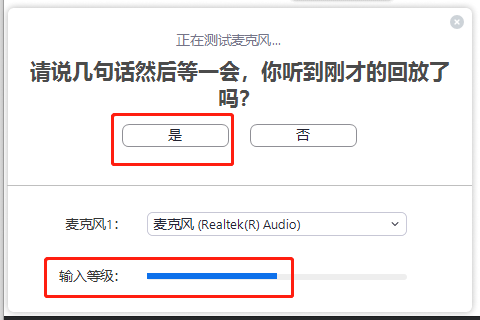 正在测试麦克风...
请说几句话然后等一会，你听到刚才的回放了
吗？
是
否
麦克风1：
麦克风 (Realtek(R) Audio)
输入等级：